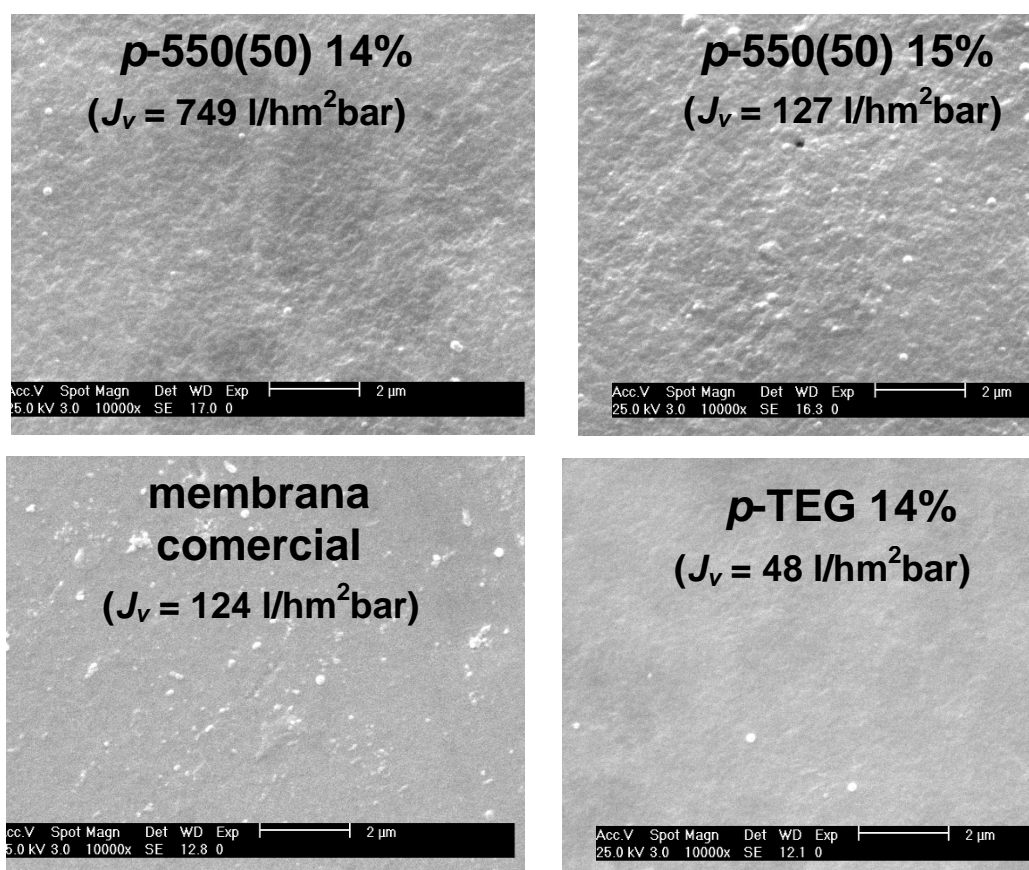 p-550(50) 14%
(Jv = 749 l/hm²bar)
Acc.V Spot Magn Det WD Exp 2 µm
25.0 kV 3.0 10000x SE 17.0 0
p-550(50) 15%
(Jv = 127 l/hm²bar)
Acc.V Spot Magn Det WD Exp 2 µm
25.0 kV 3.0 10000x SE 16.3 0
membrana
comercial
(Jv = 124 l/hm²bar)
cc.V Spot Magn Det WD Exp 2 µm
5.0 kV 3.0 10000x SE 12.8 0
p-TEG 14%
(Jv = 48 l/hm²bar)
Acc.V Spot Magn Det WD Exp 2 µm
25.0 kV 3.0 10000x SE 12.1 0